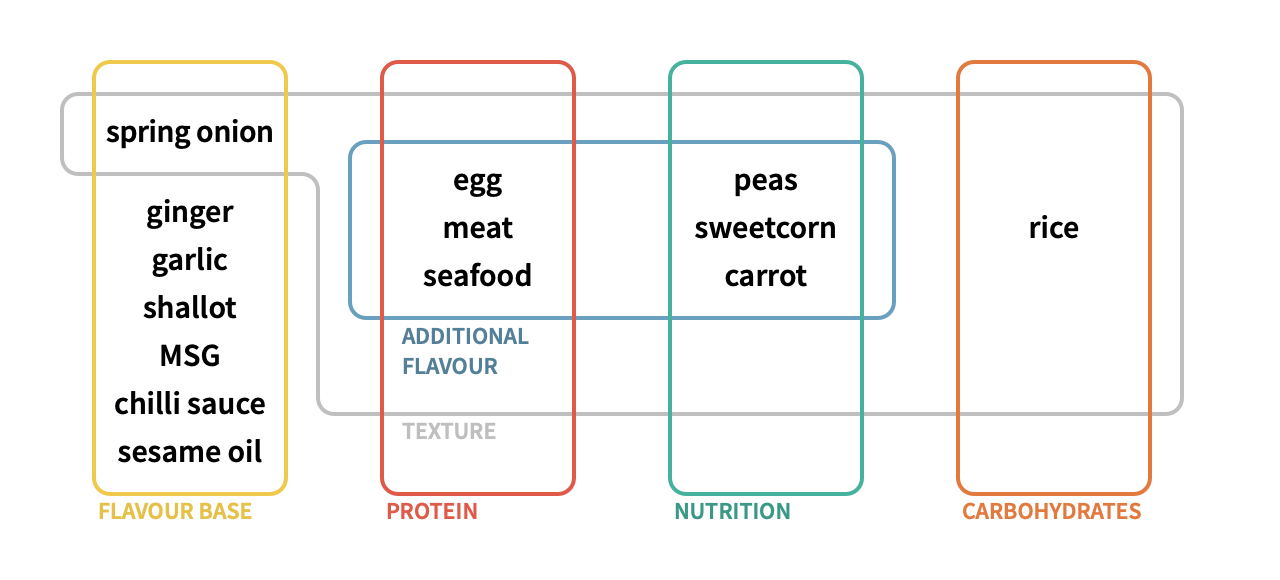 spring onion
ginger
garlic
shallot
MSG
chilli sauce
sesame oil
FLAVOUR BASE
egg
meat
seafood
ADDITIONAL
FLAVOUR
TEXTURE
PROTEIN
peas
sweetcorn
carrot
NUTRITION
rice
CARBOHYDRATES